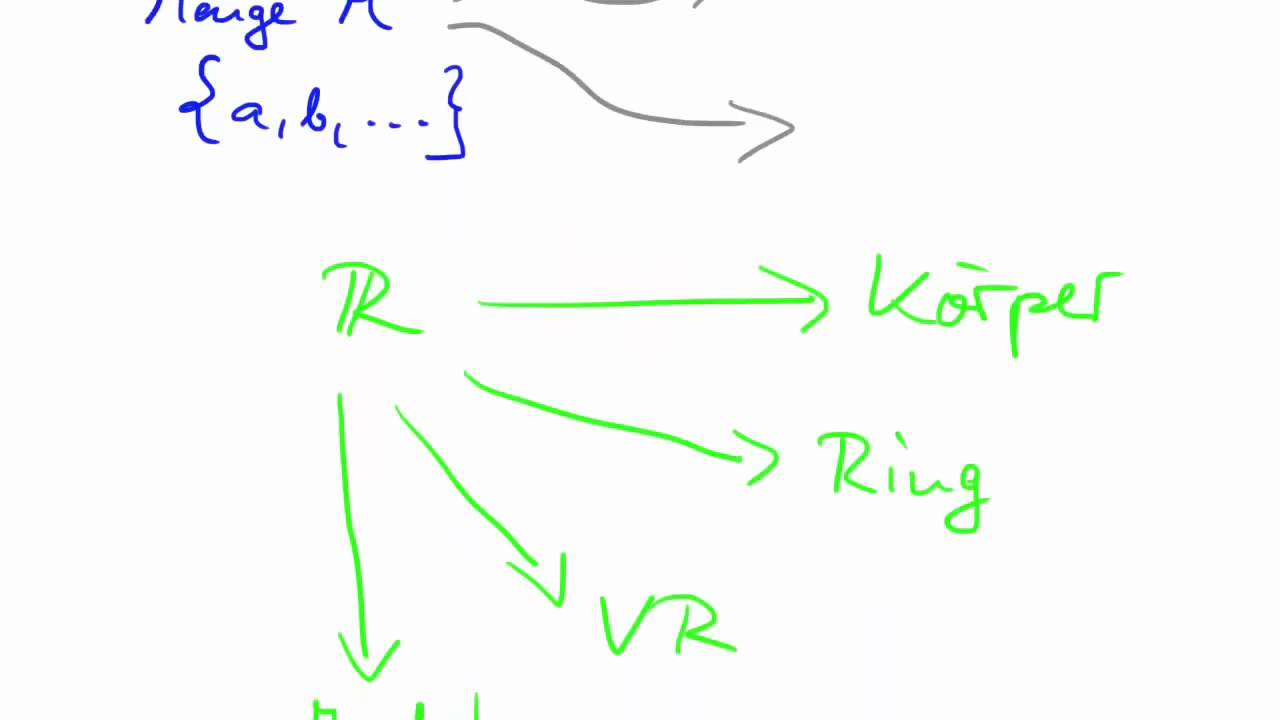 Menge M
{a, b, ...}
ℝ
Körper
Ring
VR